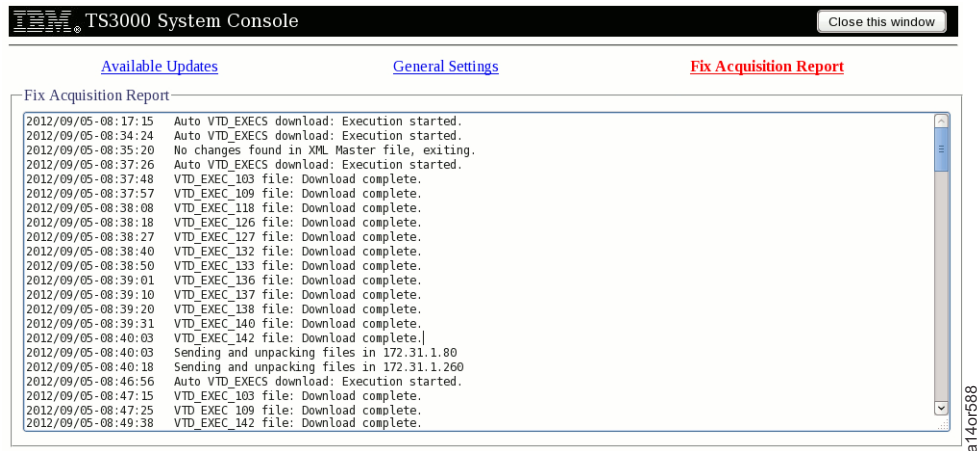 IBM® TS3000 System Console
Close this window
Available Updates
General Settings
Fix Acquisition Report
Fix Acquisition Report
2012/09/05-08:17:15 Auto VTD_EXECS download: Execution started.
2012/09/05-08:34:24 Auto VTD_EXECS download: Execution started.
2012/09/05-08:35:20 No changes found in XML Master file, exiting.
2012/09/05-08:37:26 Auto VTD_EXECS download: Execution started.
2012/09/05-08:37:48 VTD_EXEC_103 file: Download complete.
2012/09/05-08:37:57 VTD_EXEC_109 file: Download complete.
2012/09/05-08:38:08 VTD_EXEC_118 file: Download complete.
2012/09/05-08:38:18 VTD_EXEC_126 file: Download complete.
2012/09/05-08:38:27 VTD_EXEC_127 file: Download complete.
2012/09/05-08:38:40 VTD_EXEC_132 file: Download complete.
2012/09/05-08:38:50 VTD_EXEC_133 file: Download complete.
2012/09/05-08:39:01 VTD_EXEC_136 file: Download complete.
2012/09/05-08:39:10 VTD_EXEC_137 file: Download complete.
2012/09/05-08:39:20 VTD_EXEC_138 file: Download complete.
2012/09/05-08:39:31 VTD_EXEC_140 file: Download complete.
2012/09/05-08:40:03 VTD_EXEC_142 file: Download complete.
2012/09/05-08:40:03 Sending and unpacking files in 172.31.1.80
2012/09/05-08:40:18 Sending and unpacking files in 172.31.1.260
2012/09/05-08:46:56 Auto VTD_EXECS download: Execution started.
2012/09/05-08:47:15 VTD_EXEC_103 file: Download complete.
2012/09/05-08:47:25 VTD EXEC 109 file: Download complete.
2012/09/05-08:49:38 VTD_EXEC_142 file: Download complete.
a14or588